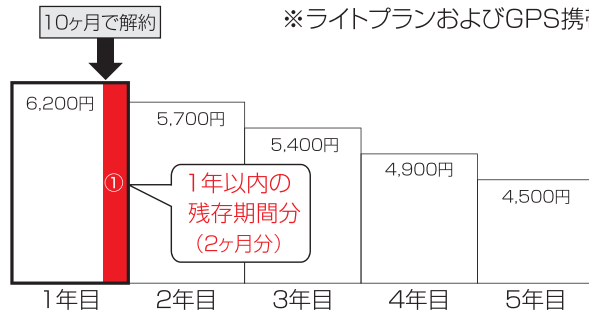 10ヶ月で解約
※ライトプランおよびGPS携
6,200円
5,700円
5,400円
4,900円
4,500円
①
1年以内の
残存期間分
(2ヶ月分)
1年目
2年目
3年目
4年目
5年目